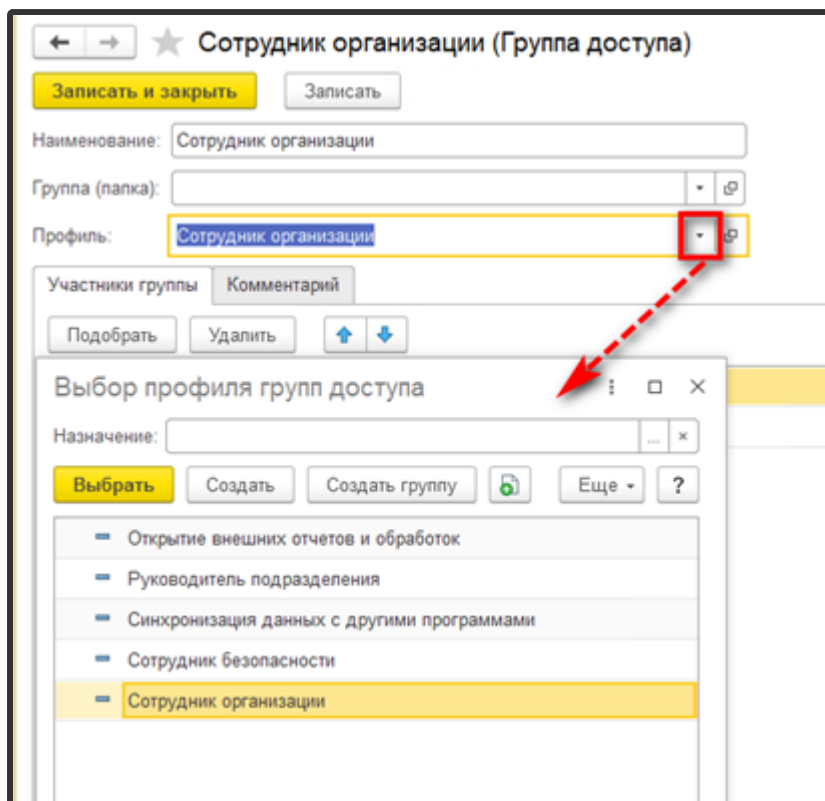 Сотрудник организации (Группа доступа)
Записать и закрыть Записать
Наименование: Сотрудник организации
Группа (папка):
Профиль: Сотрудник организации
Участники группы Комментарий
Подобрать Удалить
Выбор профиля групп доступа
Назначение: ... ×
Выбрать Создать Создать группу Еще ?
Открытие внешних отчетов и обработок
Руководитель подразделения
Синхронизация данных с другими программами
Сотрудник безопасности
Сотрудник организации